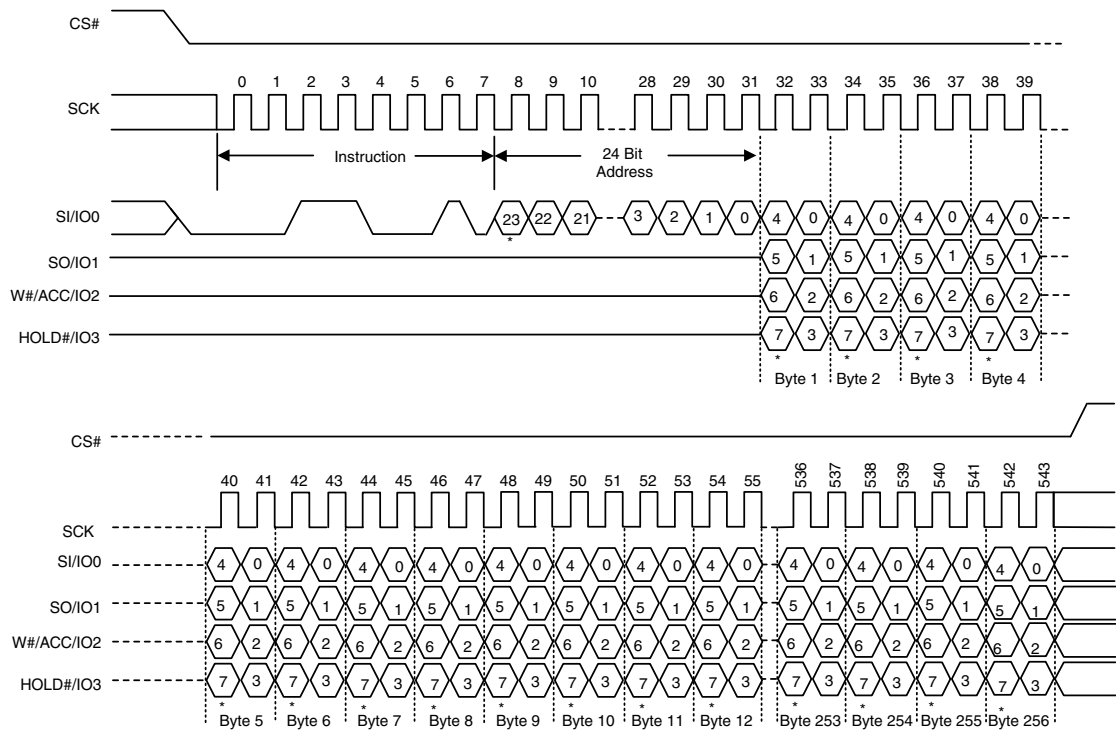 CS#
0 1 2 3 4 5 6 7 8 9 10 28 29 30 31 32 33 34 35 36 37 38 39
SCK
Instruction 24 Bit
Address
SI/IO0 23 22 21 3 2 1 0 4 0 4 0 4 0 4 0
*
SO/IO1 5 1 5 1 5 1 5 1
W#/ACC/IO2 6 2 6 2 6 2 6 2
HOLD#/IO3 7 3 7 3 7 3 7 3
* * * *
Byte 1 Byte 2 Byte 3 Byte 4
CS#
40 41 42 43 44 45 46 47 48 49 50 51 52 53 54 55 536 537 538 539 540 541 542 543
SCK
SI/IO0 4 0 4 0 4 0 4 0 4 0 4 0 4 0 4 0 4 0 4 0 4 0 4 0
SO/IO1 5 1 5 1 5 1 5 1 5 1 5 1 5 1 5 1 5 1 5 1 5 1 5 1
W#/ACC/IO2 6 2 6 2 6 2 6 2 6 2 6 2 6 2 6 2 6 2 6 2 6 2 6 2
HOLD#/IO3 7 3 7 3 7 3 7 3 7 3 7 3 7 3 7 3 7 3 7 3 7 3 7 3
* * * * * * * * * * * *
Byte 5 Byte 6 Byte 7 Byte 8 Byte 9 Byte 10 Byte 11 Byte 12 Byte 253 Byte 254 Byte 255 Byte 256